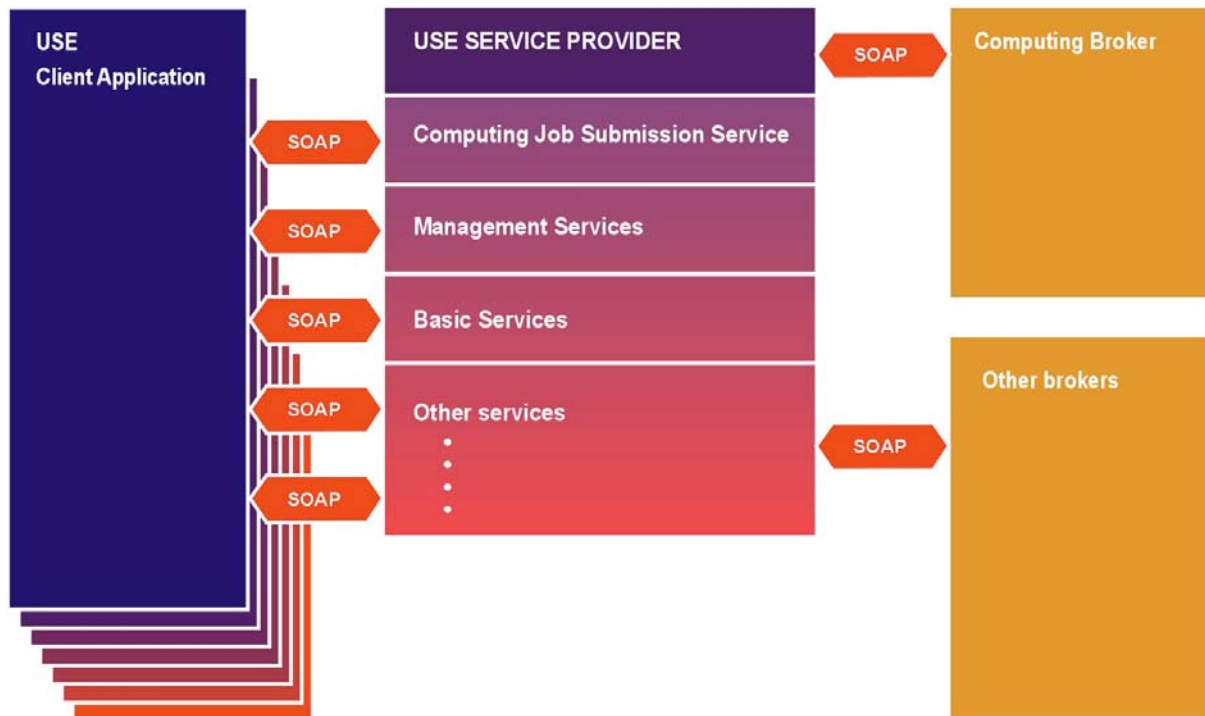 USE
Client Application
USE SERVICE PROVIDER
SOAP
Computing Broker
SOAP
Computing Job Submission Service
SOAP
Management Services
SOAP
Basic Services
SOAP
Other services
SOAP
SOAP
Other brokers